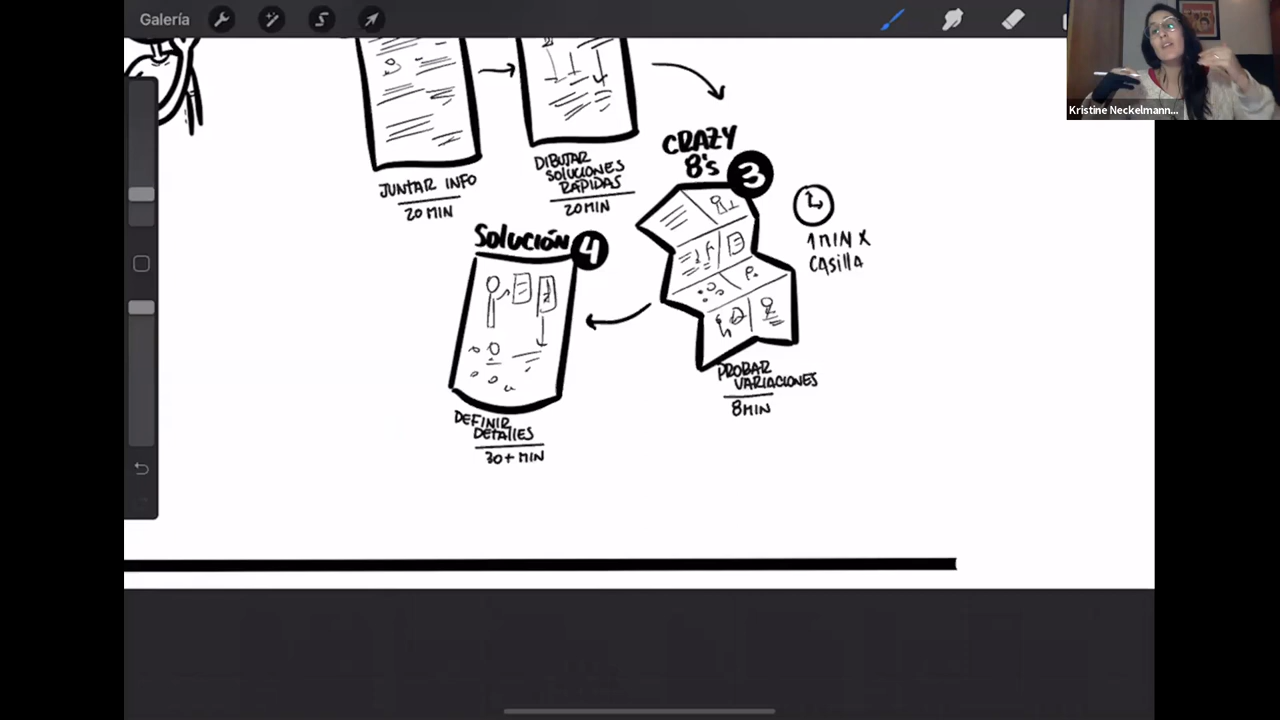 Galería
Kristine Neckelmann...
JUNTAR INFO
20 MIN
DIBUJAR
SOLUCIONES
RÁPIDAS
20 MIN
CRAZY
8's
3
1 MIN X
CASILLA
PROBAR
VARIACIONES
8 MIN
SOLUCIÓN
4
DEFINIR
DETALLES
30+ MIN